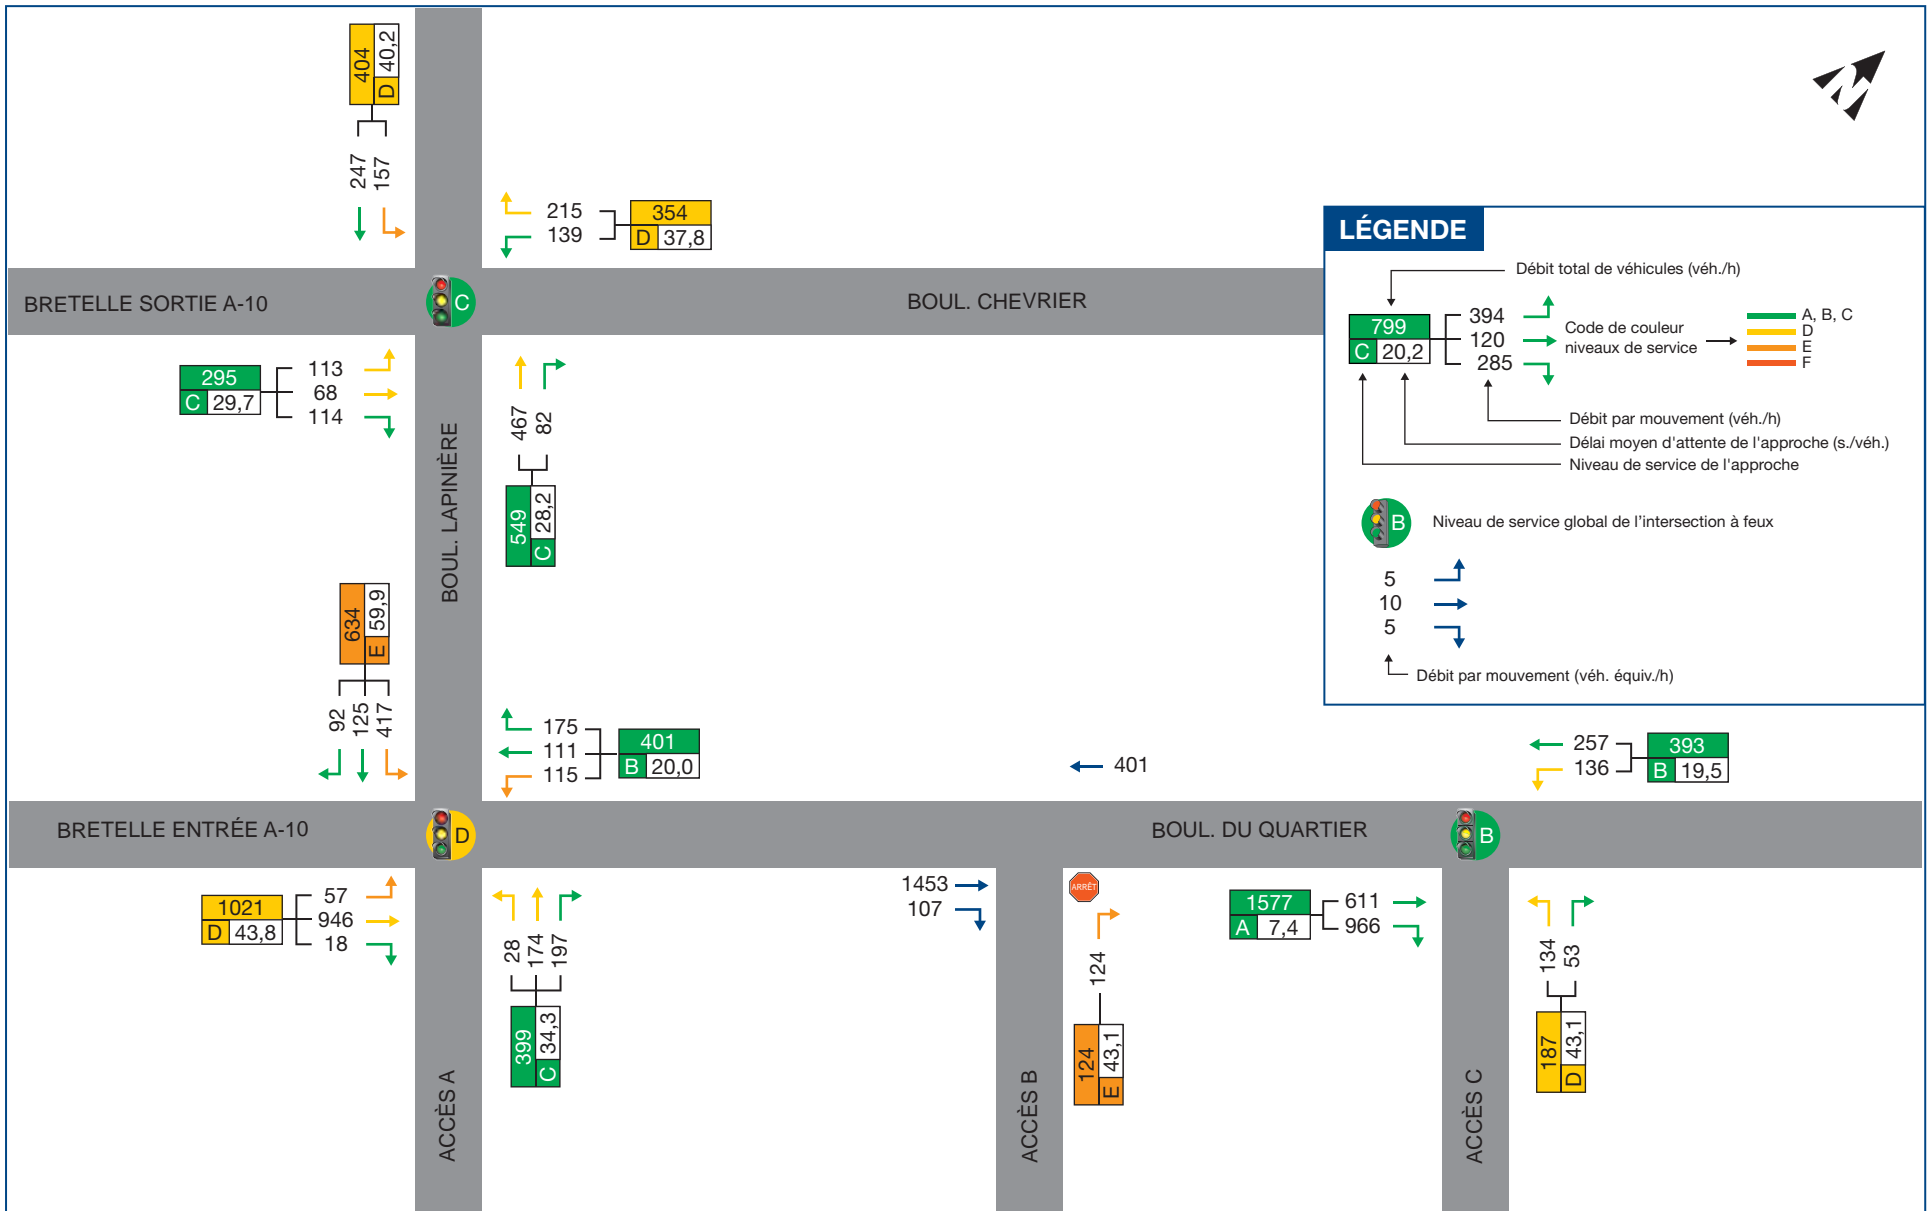 404
D 40,2
247
157
215
139
354
D 37,8
BRETELLE SORTIE A-10
C
BOUL. CHEVRIER
295
C 29,7
113
68
114
467
82
549
C 28,2
BOUL. LAPINIÈRE
634
E 59,9
92
125
417
175
111
115
401
B 20,0
401
257
136
393
B 19,5
BRETELLE ENTRÉE A-10
D
BOUL. DU QUARTIER
B
1021
D 43,8
57
946
18
28
174
197
399
C 34,3
ACCÈS A
1453
107
ARRÊT
124
124
E 43,1
ACCÈS B
1577
A 7,4
611
966
134
53
187
D 43,1
ACCÈS C
LÉGENDE
Débit total de véhicules (véh./h)
799
C 20,2
394
120
285
Code de couleur
niveaux de service
A, B, C
D
E
F
Débit par mouvement (véh./h)
Délai moyen d'attente de l'approche (s./véh.)
Niveau de service de l'approche
B
Niveau de service global de l'intersection à feux
5
10
5
Débit par mouvement (véh. équiv./h)